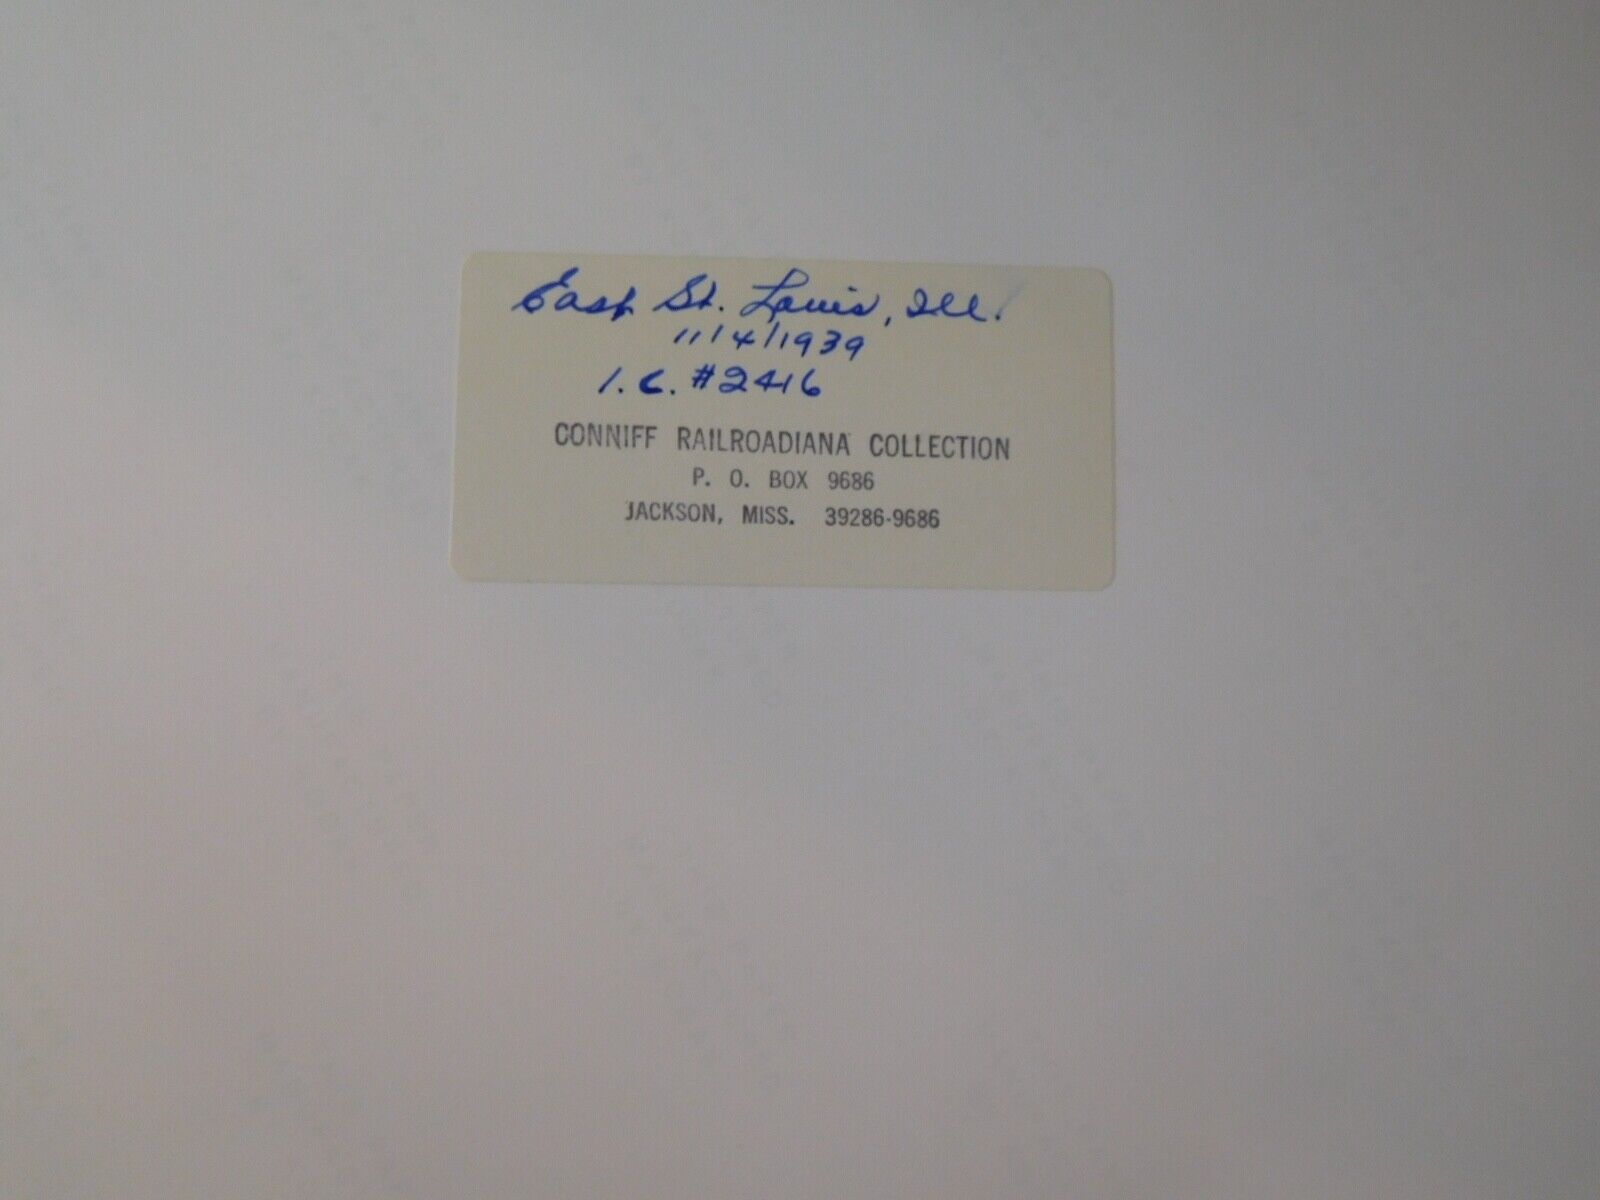 East St. Louis, Ill.
11/4/1939
I.C. #2416
CONNIFF RAILROADIANA COLLECTION
P. O. BOX 9686
JACKSON, MISS. 39286-9686